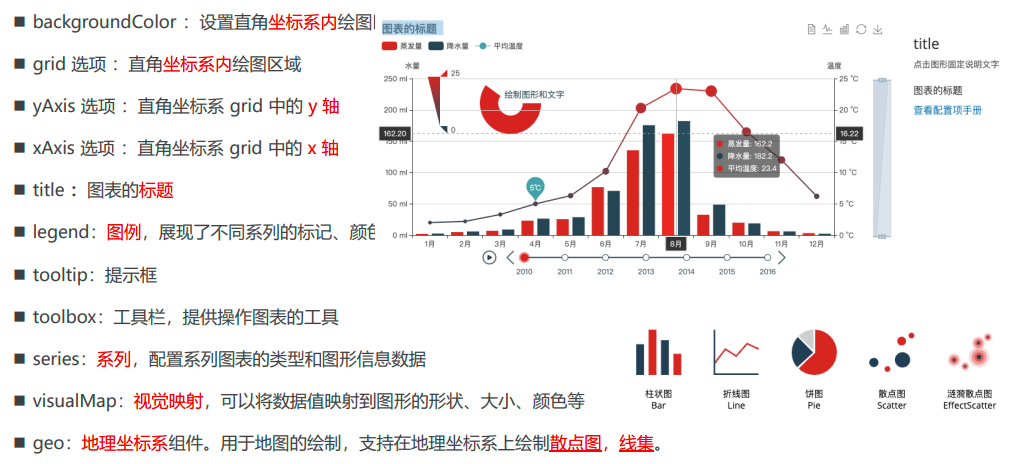 ■ backgroundColor ：设置直角坐标系内绘图
■ grid 选项 ：直角坐标系内绘图区域
■ yAxis 选项 ：直角坐标系 grid 中的 y 轴
■ xAxis 选项 ：直角坐标系 grid 中的 x 轴
■ title ：图表的标题
■ legend：图例，展现了不同系列的标记、颜色
■ tooltip：提示框
■ toolbox：工具栏，提供操作图表的工具
■ series：系列，配置系列图表的类型和图形信息数据
■ visualMap：视觉映射，可以将数据值映射到图形的形状、大小、颜色等
■ geo：地理坐标系组件。用于地图的绘制，支持在地理坐标系上绘制散点图，线集。
图表的标题
蒸发量 降水量 平均温度
水量 温度
25
0
绘制图形和文字
250 ml
200 ml
162.20
150 ml
100 ml
50 ml
0 ml
25 °C
20 °C
16.22
15 °C
10 °C
5 °C
0 °C
5℃
蒸发量: 162.2
降水量: 182.2
平均温度: 23.4
1月 2月 3月 4月 5月 6月 7月 8月 9月 10月 11月 12月
2010 2011 2012 2013 2014 2015 2016
title
点击图形固定说明文字
图表的标题
查看配置项手册
柱状图 折线图 饼图 散点图 涟漪散点图
Bar Line Pie Scatter EffectScatter